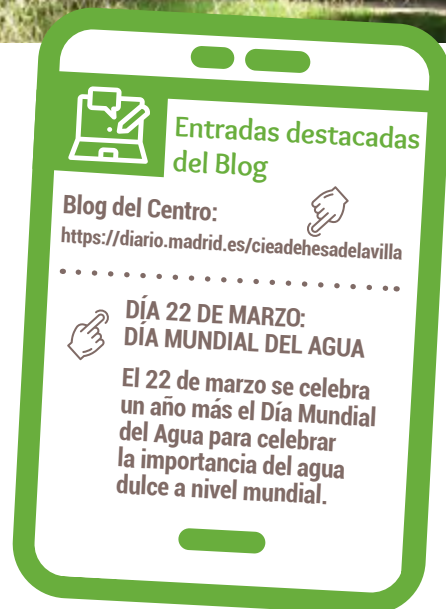 Entradas destacadas
del Blog
Blog del Centro:
https://diario.madrid.es/cieadehesadelavilla
DÍA 22 DE MARZO:
DÍA MUNDIAL DEL AGUA
El 22 de marzo se celebra
un año más el Día Mundial
del Agua para celebrar
la importancia del agua
dulce a nivel mundial.